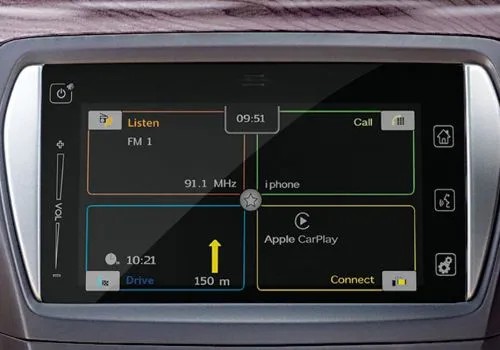 09:51
Listen
FM 1
91.1 MHz
Call
iphone
10:21
Drive
150 m
Apple CarPlay
Connect
VOL